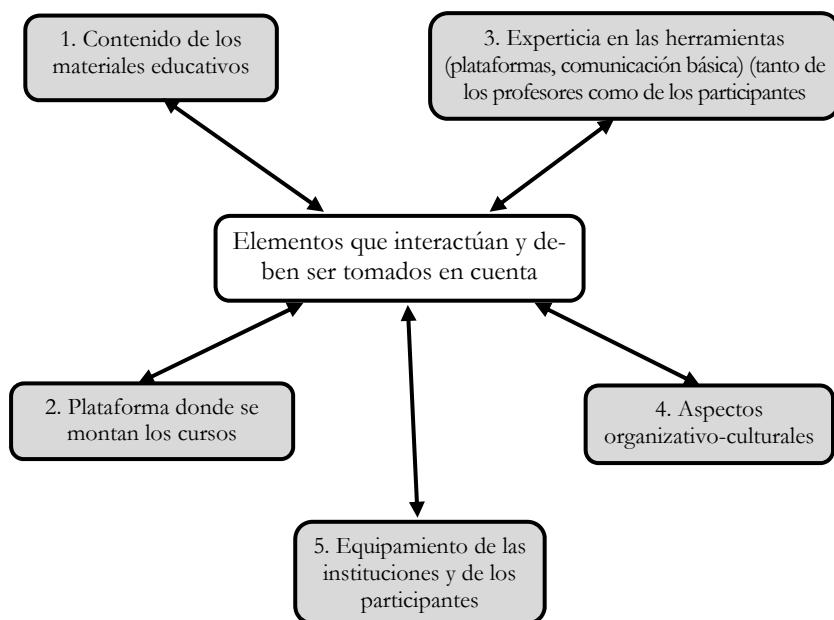 1. Contenido de los
materiales educativos
3. Experticia en las herramientas
(plataformas, comunicación básica) (tanto de
los profesores como de los participantes
Elementos que interactúan y de-
ben ser tomados en cuenta
2. Plataforma donde se
montan los cursos
4. Aspectos
organizativo-culturales
5. Equipamiento de las
instituciones y de los
participantes